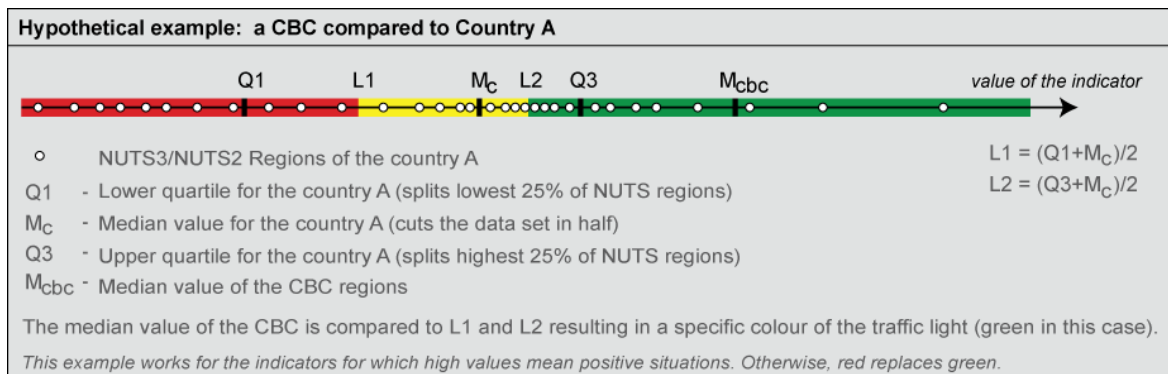 Hypothetical example: a CBC compared to Country A
Q1 L1 Mc L2 Q3 Mcbc value of the indicator
NUTS3/NUTS2 Regions of the country A L1 = (Q1+Mc)/2
Q1 - Lower quartile for the country A (splits lowest 25% of NUTS regions) L2 = (Q3+Mc)/2
Mc - Median value for the country A (cuts the data set in half)
Q3 - Upper quartile for the country A (splits highest 25% of NUTS regions)
Mcbc - Median value of the CBC regions
The median value of the CBC is compared to L1 and L2 resulting in a specific colour of the traffic light (green in this case).
This example works for the indicators for which high values mean positive situations. Otherwise, red replaces green.